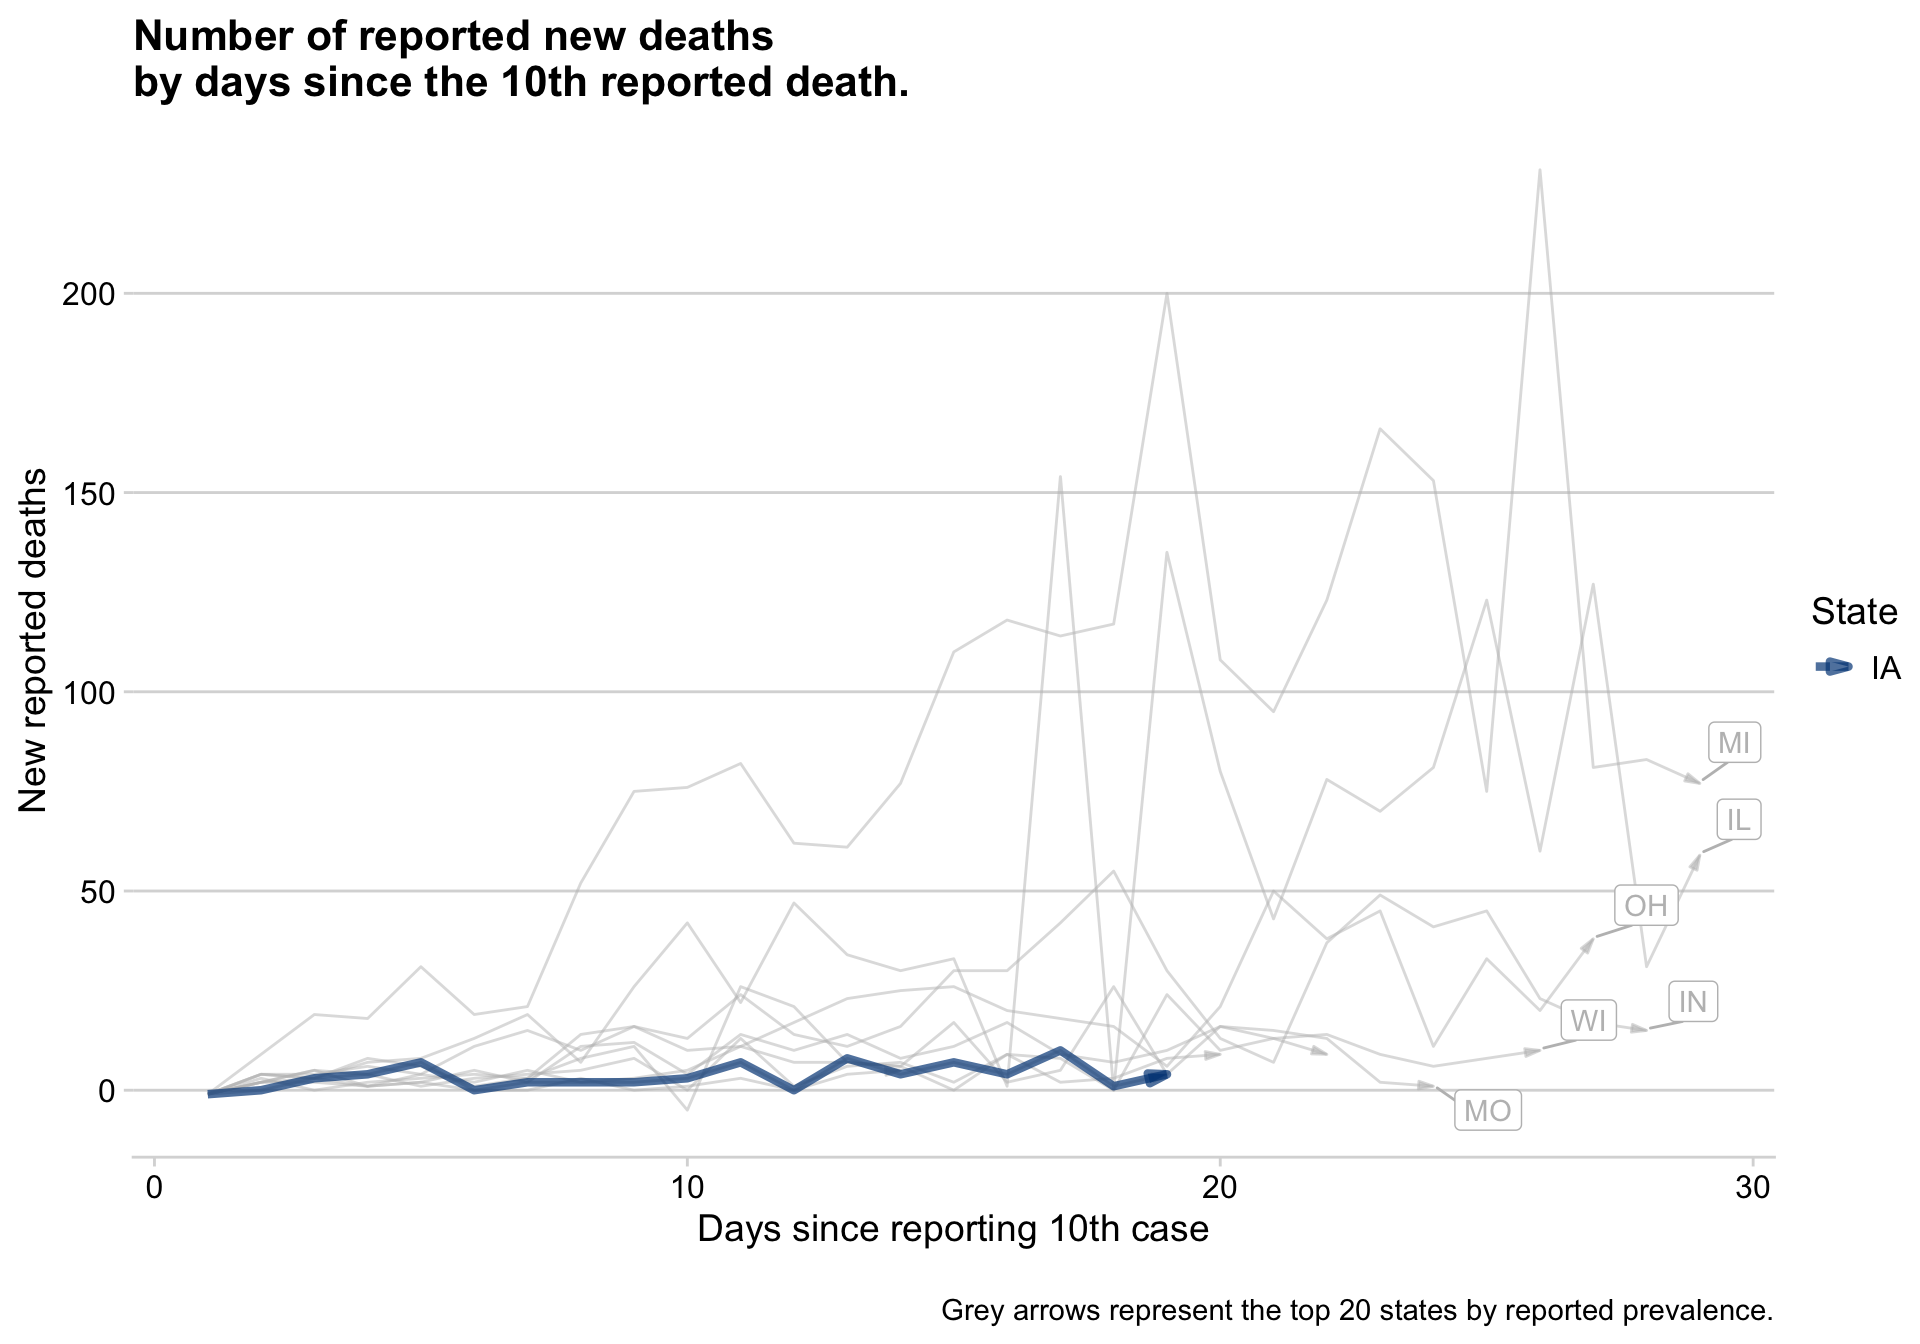 Number of reported new deaths
by days since the 10th reported death.
New reported deaths
200
150
100
50
0
0
10
20
30
Days since reporting 10th case
MI
IL
OH
IN
WI
MO
State
IA
Grey arrows represent the top 20 states by reported prevalence.